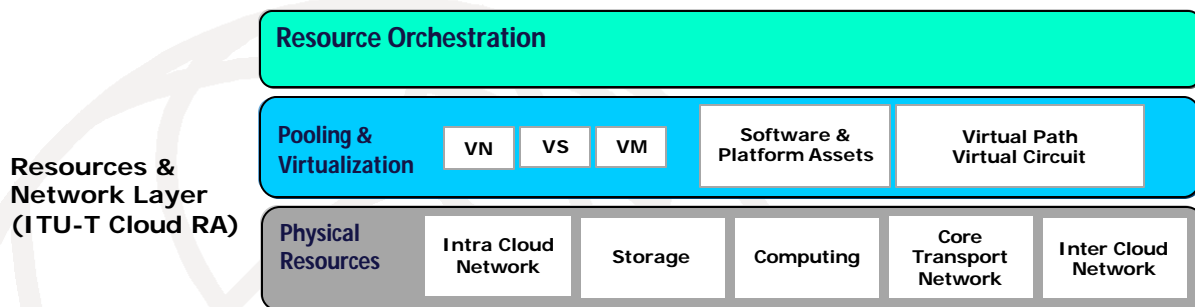 Resource Orchestration
Pooling &
Virtualization
VN
VS
VM
Software &
Platform Assets
Virtual Path
Virtual Circuit
Resources &
Network Layer
(ITU-T Cloud RA)
Physical
Resources
Intra Cloud
Network
Storage
Computing
Core
Transport
Network
Inter Cloud
Network